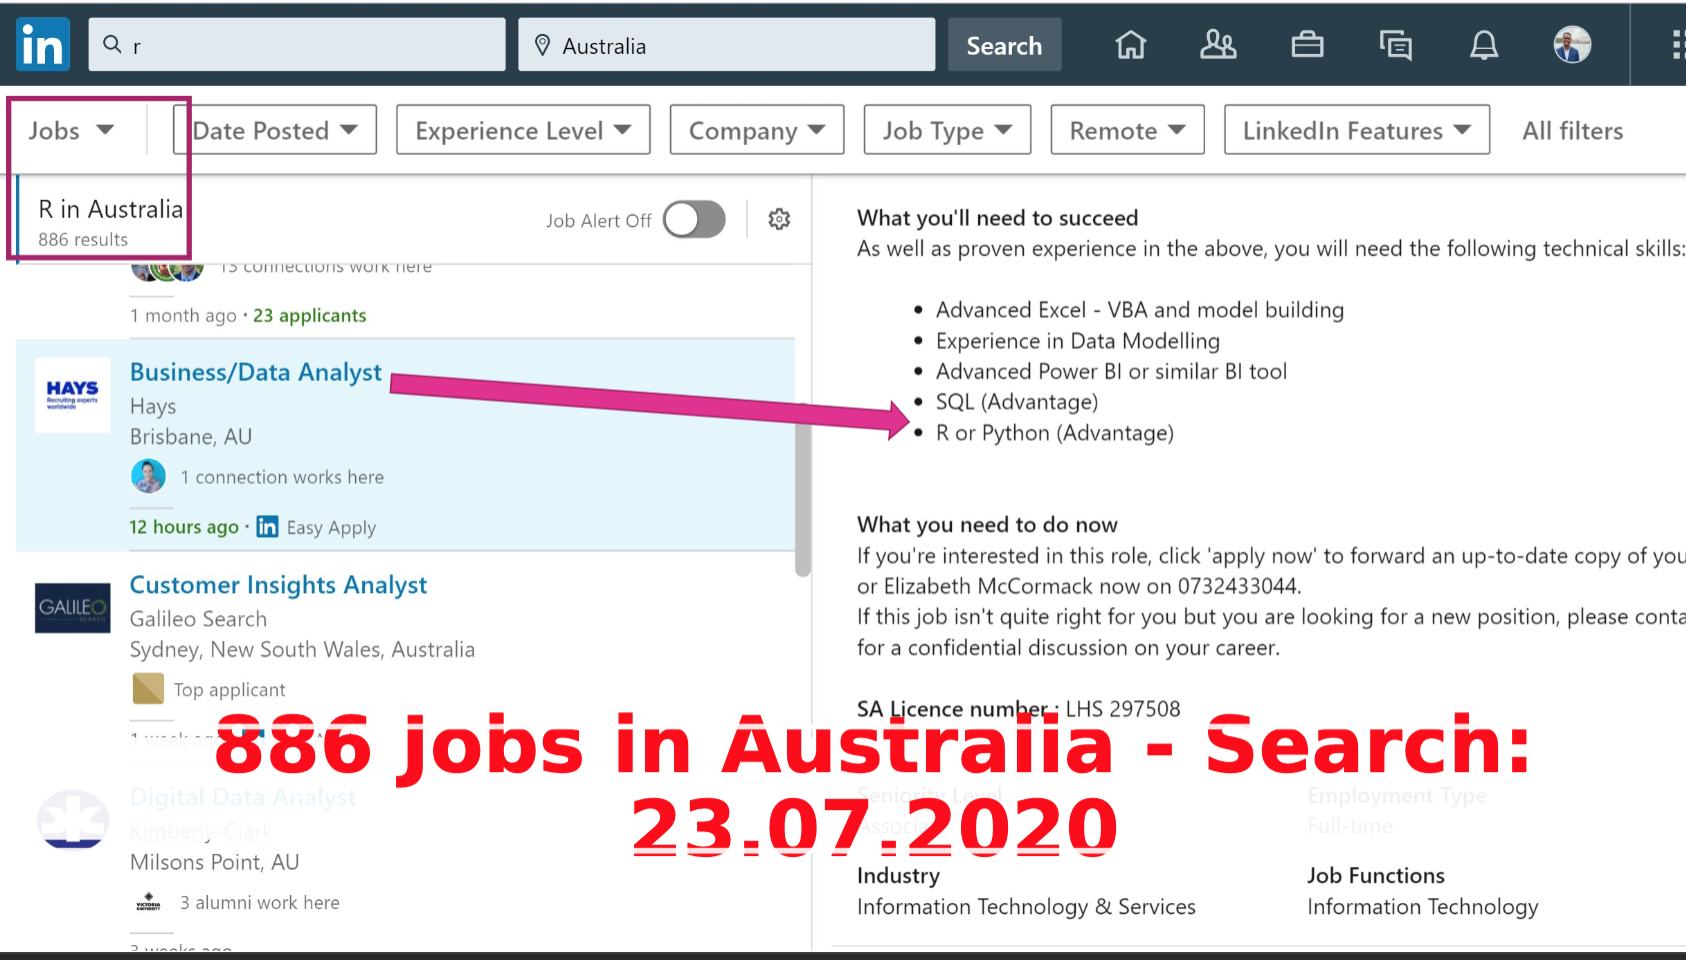 in
r
Australia
Search
Jobs
Date Posted
Experience Level
Company
Job Type
Remote
LinkedIn Features
All filters
R in Australia
886 results
Job Alert Off
13 connections work here
1 month ago · 23 applicants
HAYS
Recruiting experts
worldwide
Business/Data Analyst
Hays
Brisbane, AU
1 connection works here
12 hours ago · in Easy Apply
GALILEO
SEARCH
Customer Insights Analyst
Galileo Search
Sydney, New South Wales, Australia
Top applicant
1 week ago
Digital Data Analyst
Kimberly-Clark
Milsons Point, AU
VICTORIA
UNIVERSITY
3 alumni work here
3 weeks ago
What you'll need to succeed
As well as proven experience in the above, you will need the following technical skills:
• Advanced Excel - VBA and model building
• Experience in Data Modelling
• Advanced Power BI or similar BI tool
• SQL (Advantage)
• R or Python (Advantage)
What you need to do now
If you're interested in this role, click 'apply now' to forward an up-to-date copy of you
or Elizabeth McCormack now on 0732433044.
If this job isn't quite right for you but you are looking for a new position, please conta
for a confidential discussion on your career.
SA Licence number : LHS 297508
886 jobs in Australia - Search:
23.07.2020
Seniority Level
Employment Type
Full-time
Industry
Information Technology & Services
Job Functions
Information Technology